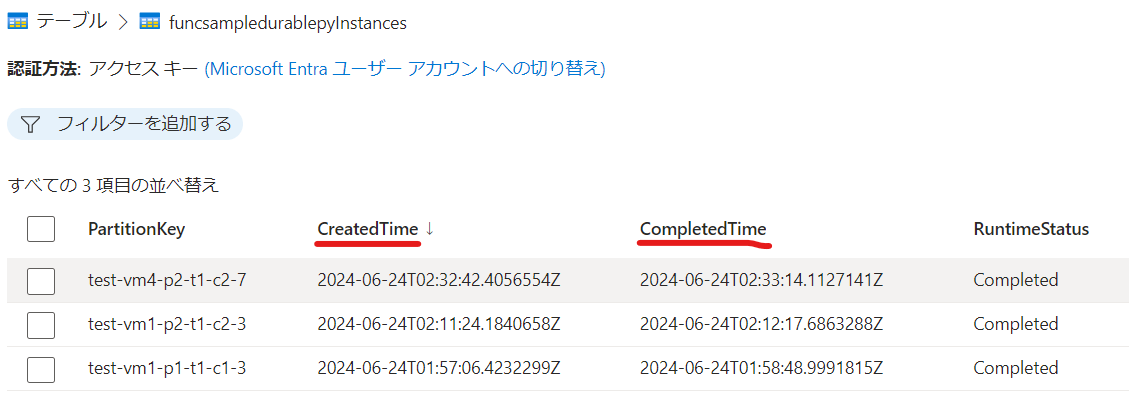 テーブル > funcsampledurablepyInstances
認証方法: アクセス キー (Microsoft Entra ユーザー アカウントへの切り替え)
フィルターを追加する
すべての 3 項目の並べ替え
PartitionKey CreatedTime ↓ CompletedTime RuntimeStatus
test-vm4-p2-t1-c2-7 2024-06-24T02:32:42.4056554Z 2024-06-24T02:33:14.1127141Z Completed
test-vm1-p2-t1-c2-3 2024-06-24T02:11:24.1840658Z 2024-06-24T02:12:17.6863288Z Completed
test-vm1-p1-t1-c1-3 2024-06-24T01:57:06.4232299Z 2024-06-24T01:58:48.9991815Z Completed